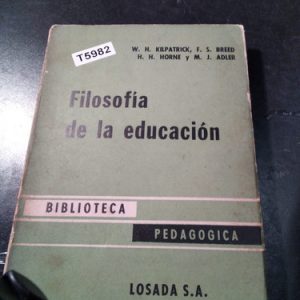 T5982
W. H. KILPATRICK, F. S. BREED
H. H. HORNE y M. J. ADLER
Filosofía
de la educación
BIBLIOTECA
PEDAGOGICA
LOSADA S.A.